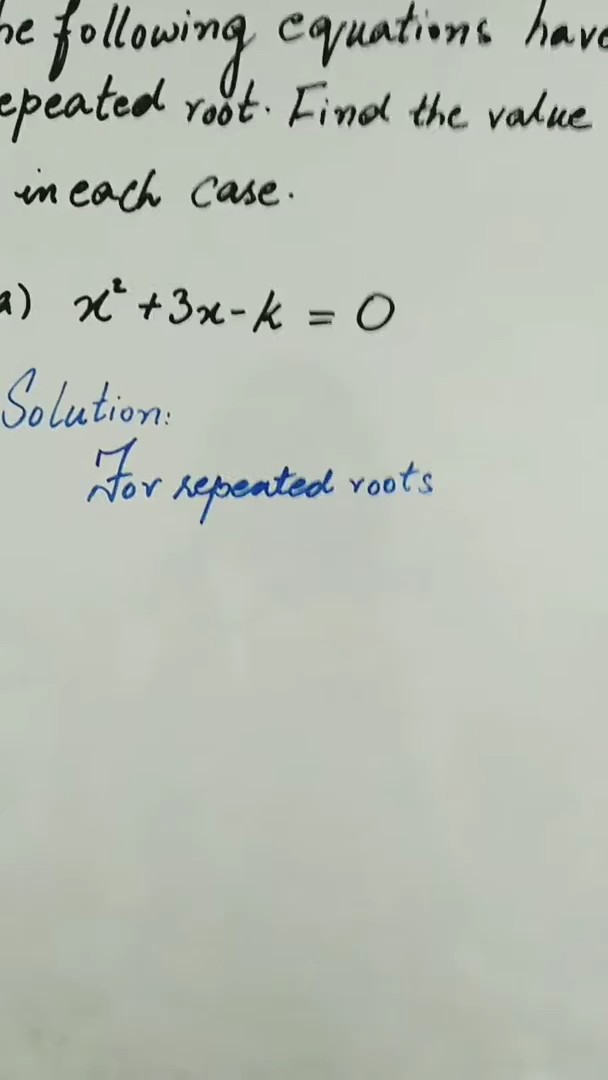 he following equations have
epeated root. Find the value
in each case.
a) x² + 3x - k = 0
Solution:
For repeated roots